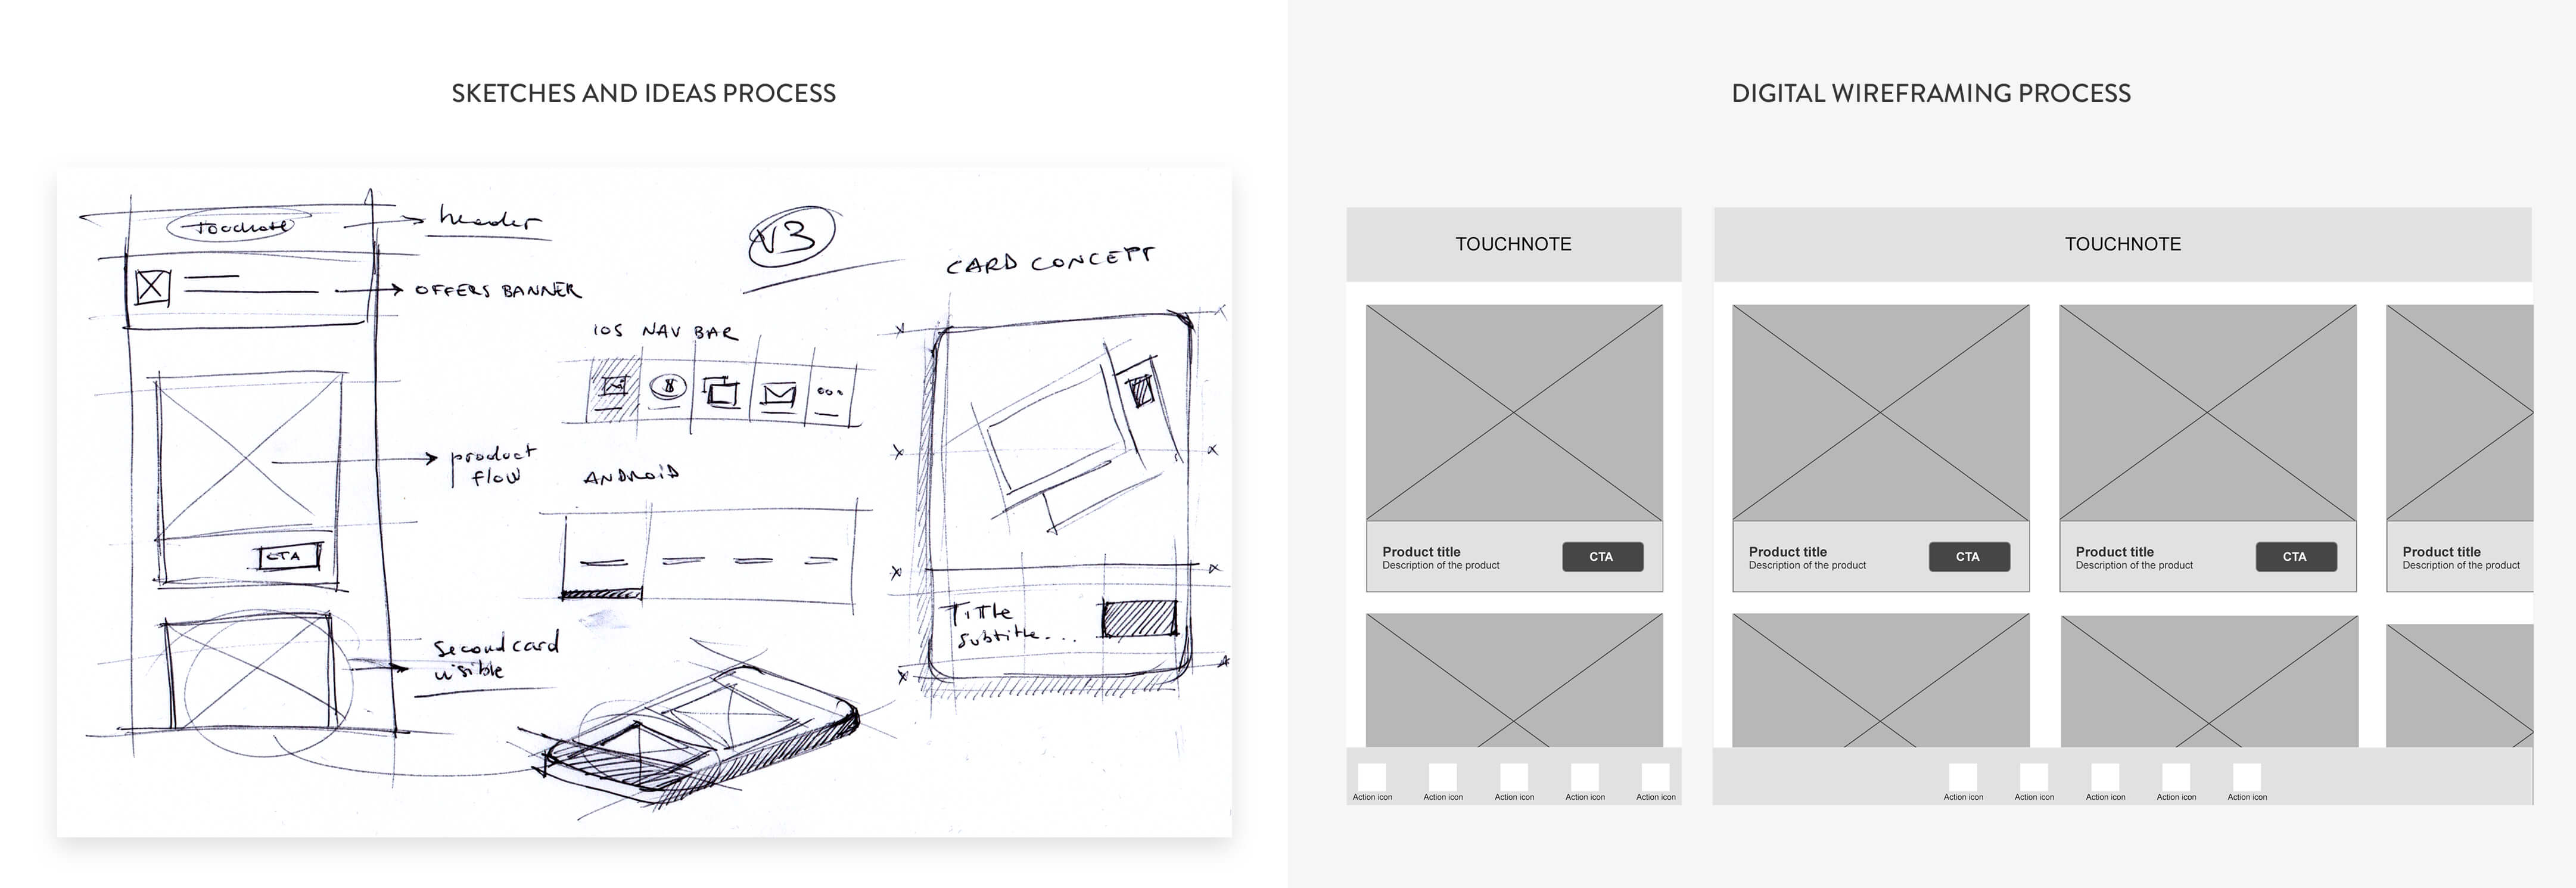 SKETCHES AND IDEAS PROCESS
Touchnote
header
OFFERS BANNER
product
flow
CTA
Second card
visible
V3
iOS NAV BAR
ANDROID
CARD CONCEPT
Title
Subtitle...
DIGITAL WIREFRAMING PROCESS
TOUCHNOTE
Product title
Description of the product
CTA
Action icon Action icon Action icon Action icon Action icon
TOUCHNOTE
Product title
Description of the product
CTA
Product title
Description of the product
CTA
Product title
Description of the product
Action icon Action icon Action icon Action icon Action icon